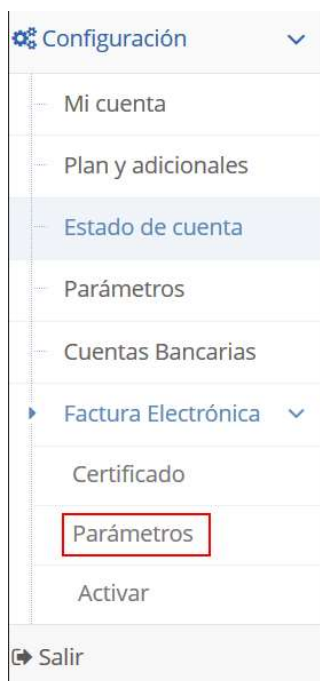 Configuración
Mi cuenta
Plan y adicionales
Estado de cuenta
Parámetros
Cuentas Bancarias
Factura Electrónica
Certificado
Parámetros
Activar
Salir